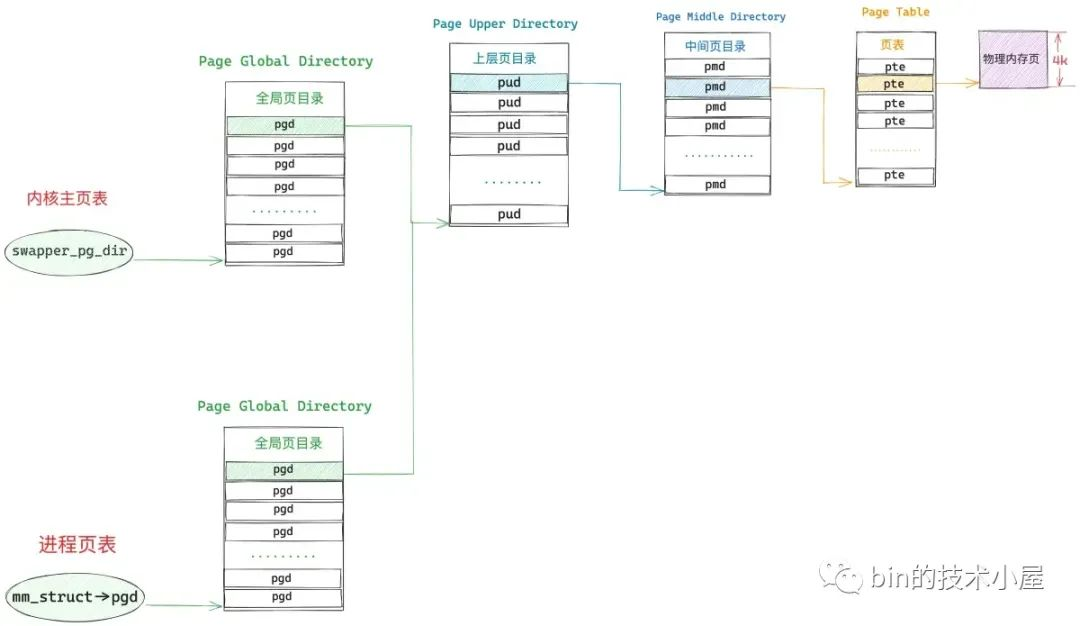 内核主页表
swapper_pg_dir
Page Global Directory
全局页目录
pgd
pgd
pgd
pgd
.........
pgd
pgd
Page Upper Directory
上层页目录
pud
pud
pud
pud
........
pud
Page Middle Directory
中间页目录
pmd
pmd
pmd
pmd
...........
pmd
Page Table
页表
pte
pte
pte
pte
...........
pte
物理内存页
4k
进程页表
mm_struct→pgd
Page Global Directory
全局页目录
pgd
pgd
pgd
pgd
.........
pgd
pgd
bin的技术小屋